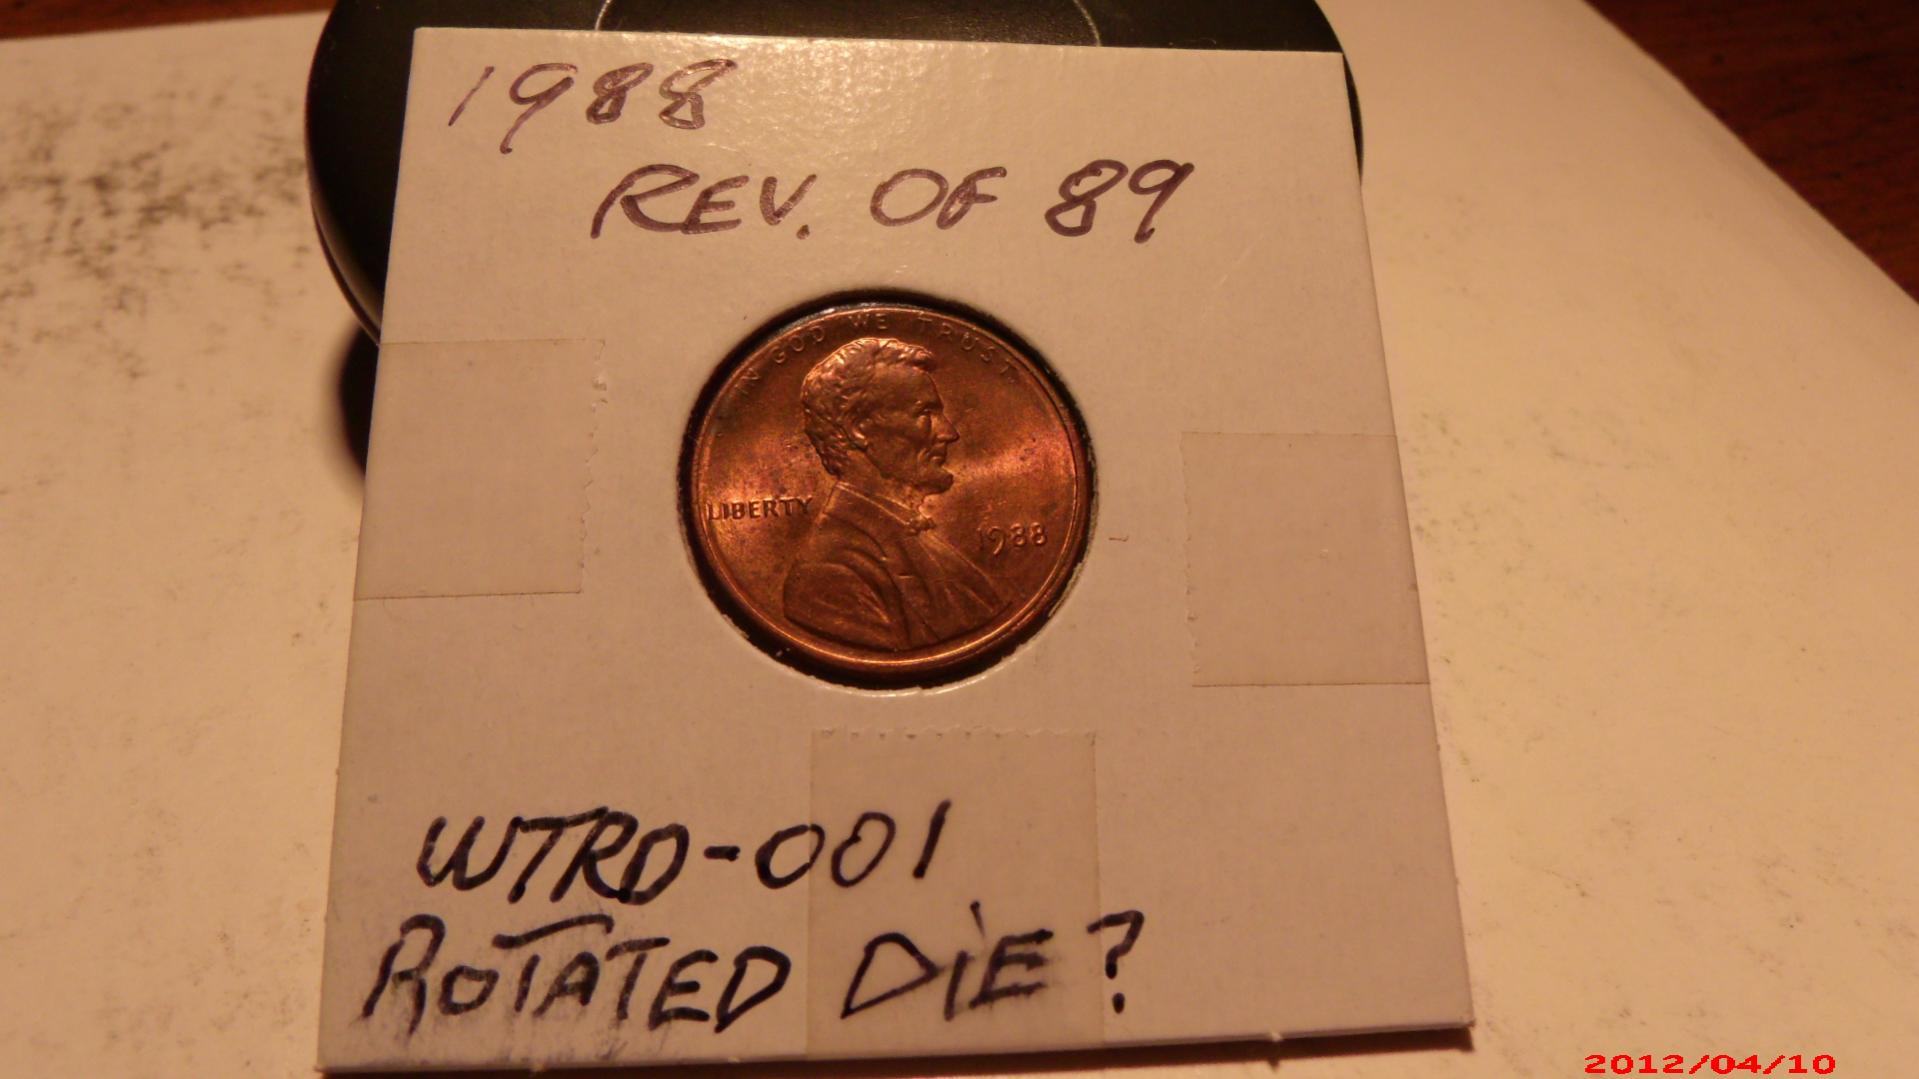 1988
REV. OF 89
IN GOD WE TRUST
LIBERTY
1988
WTRD-001
ROTATED DIE?
2012/04/10